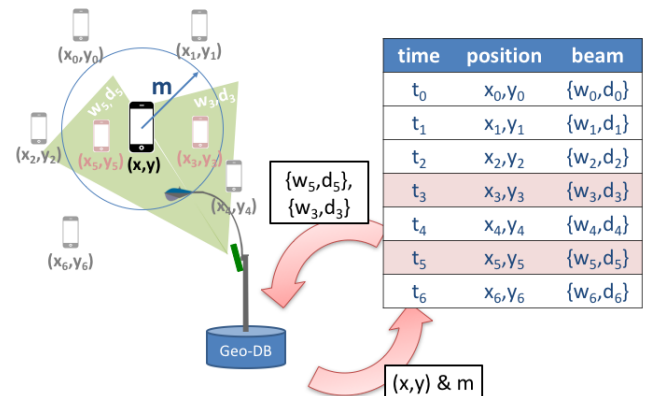 (x₀,y₀)
(x₁,y₁)
m
w₅,d₅
w₃,d₃
(x₂,y₂)
(x₅,y₅)
(x,y)
(x₃,y₃)
(x₄,y₄)
(x₆,y₆)
Geo-DB
{w₅,d₅},
{w₃,d₃}
(x,y) & m
time position beam
t₀ x₀,y₀ {w₀,d₀}
t₁ x₁,y₁ {w₁,d₁}
t₂ x₂,y₂ {w₂,d₂}
t₃ x₃,y₃ {w₃,d₃}
t₄ x₄,y₄ {w₄,d₄}
t₅ x₅,y₅ {w₅,d₅}
t₆ x₆,y₆ {w₆,d₆}